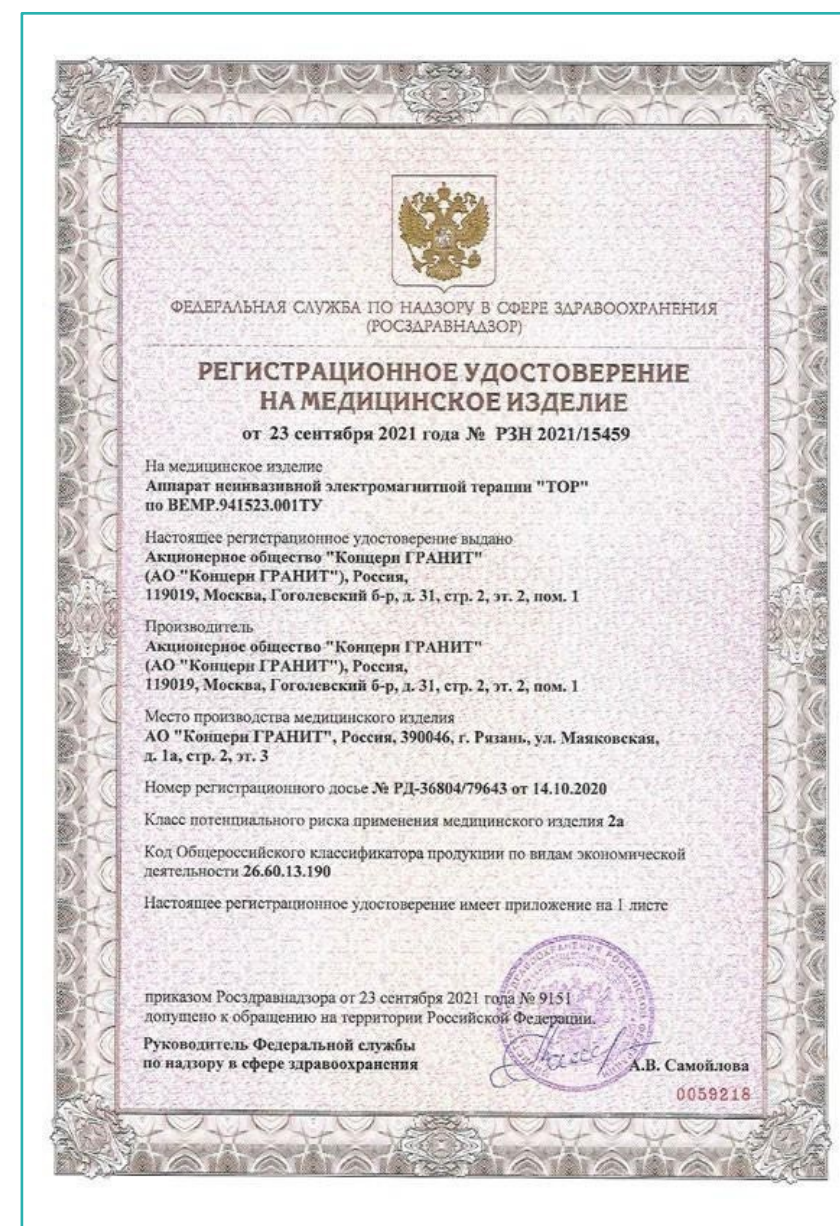 ФЕДЕРАЛЬНАЯ СЛУЖБА ПО НАДЗОРУ В СФЕРЕ ЗДРАВООХРАНЕНИЯ
(РОСЗДРАВНАДЗОР)
РЕГИСТРАЦИОННОЕ УДОСТОВЕРЕНИЕ
НА МЕДИЦИНСКОЕ ИЗДЕЛИЕ
от 23 сентября 2021 года № РЗН 2021/15459
На медицинское изделие
Аппарат неинвазивной электромагнитной терапии "ТОР"
по ВЕМР.941523.001ТУ
Настоящее регистрационное удостоверение выдано
Акционерное общество "Концерн ГРАНИТ"
(АО "Концерн ГРАНИТ"), Россия,
119019, Москва, Гоголевский б-р, д. 31, стр. 2, эт. 2, пом. 1
Производитель
Акционерное общество "Концерн ГРАНИТ"
(АО "Концерн ГРАНИТ"), Россия,
119019, Москва, Гоголевский б-р, д. 31, стр. 2, эт. 2, пом. 1
Место производства медицинского изделия
АО "Концерн ГРАНИТ", Россия, 390046, г. Рязань, ул. Маяковская,
д. 1а, стр. 2, эт. 3
Номер регистрационного досье № РД-36804/79643 от 14.10.2020
Класс потенциального риска применения медицинского изделия 2а
Код Общероссийского классификатора продукции по видам экономической
деятельности 26.60.13.190
Настоящее регистрационное удостоверение имеет приложение на 1 листе
приказом Росздравнадзора от 23 сентября 2021 года № 9151
допущено к обращению на территории Российской Федерации.
Руководитель Федеральной службы
по надзору в сфере здравоохранения
А.В. Самойлова
0059218